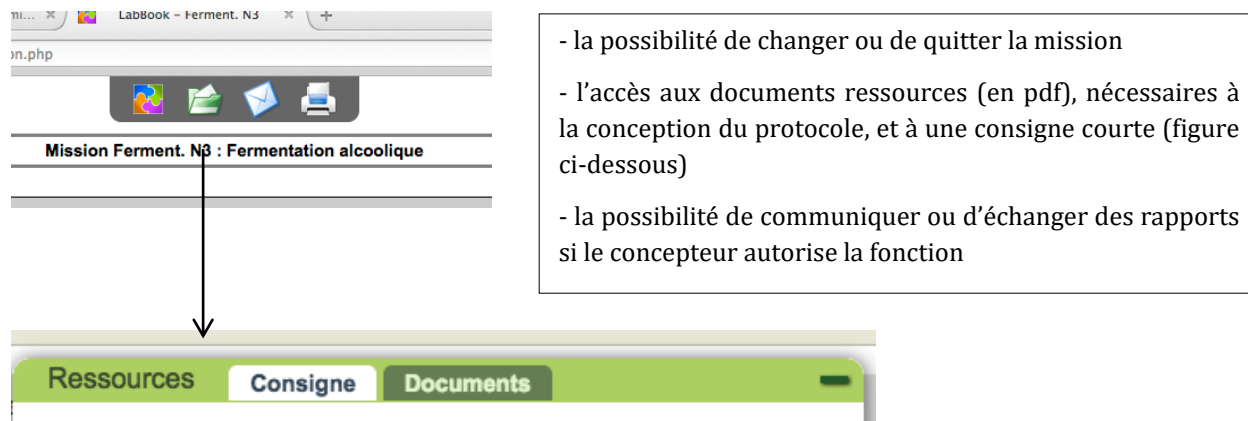 LabBook – Ferment. N3
on.php
Mission Ferment. N3 : Fermentation alcoolique
- la possibilité de changer ou de quitter la mission
- l'accès aux documents ressources (en pdf), nécessaires à
la conception du protocole, et à une consigne courte (figure
ci-dessous)
- la possibilité de communiquer ou d'échanger des rapports
si le concepteur autorise la fonction
Ressources Consigne Documents